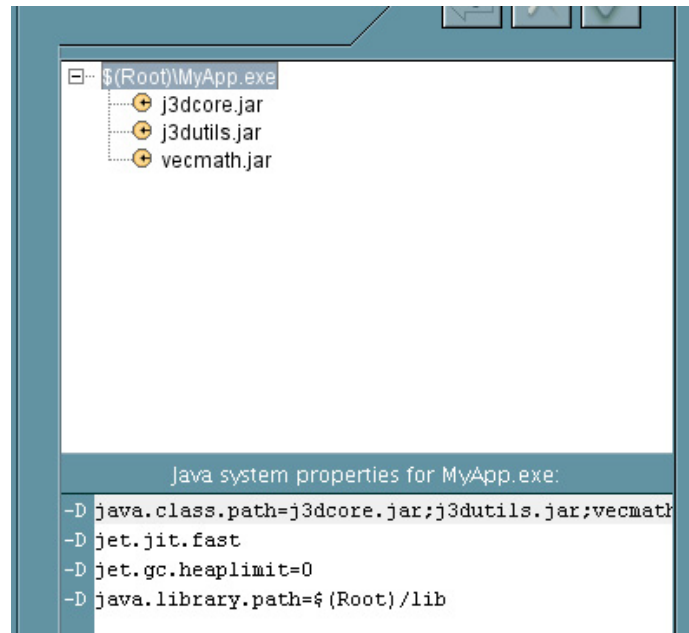 $(Root)\MyApp.exe
j3dcore.jar
j3dutils.jar
vecmath.jar
Java system properties for MyApp.exe:
-D java.class.path=j3dcore.jar;j3dutils.jar;vecmath
-D jet.jit.fast
-D jet.gc.heaplimit=0
-D java.library.path=$(Root)/lib